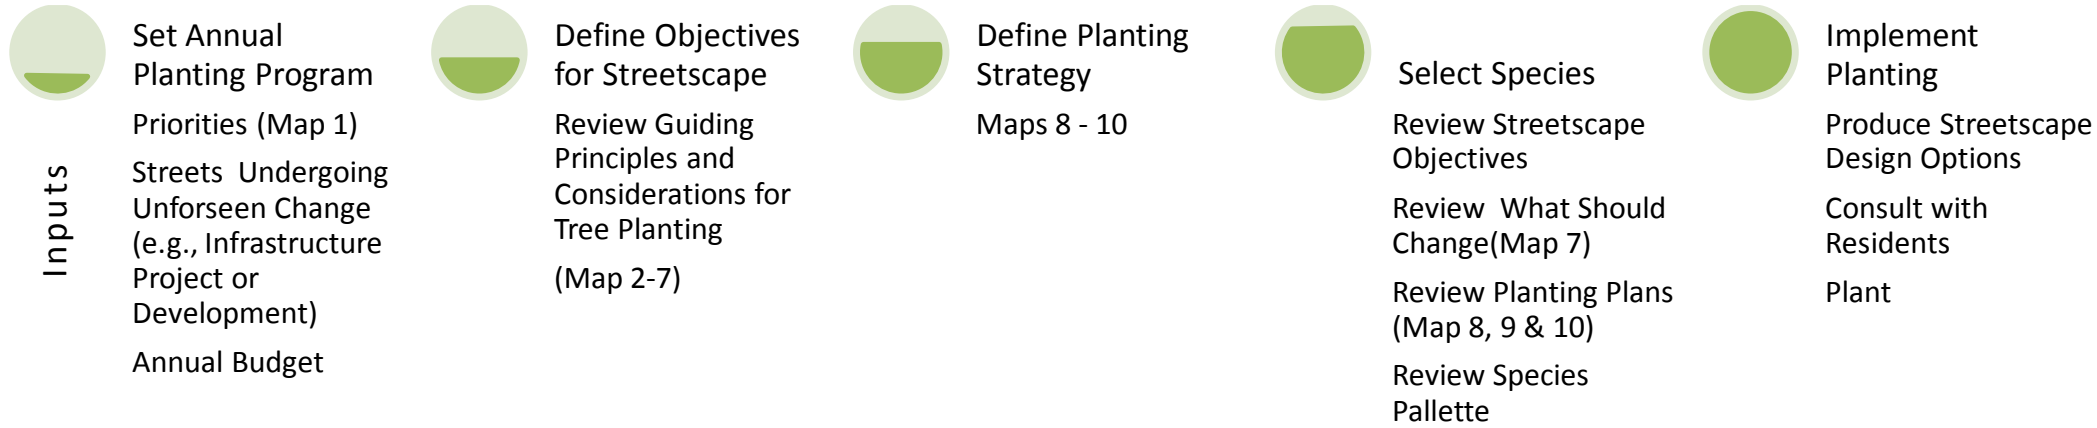 Inputs
Set Annual
Planting Program
Priorities (Map 1)
Streets  Undergoing
Unforseen Change
(e.g., Infrastructure
Project or
Development)
Annual Budget
Define Objectives
for Streetscape
Review Guiding
Principles and
Considerations for
Tree Planting
(Map 2-7)
Define Planting
Strategy
Maps 8 - 10
Select Species
Review Streetscape
Objectives
Review  What Should
Change(Map 7)
Review Planting Plans
(Map 8, 9 & 10)
Review Species
Pallette
Implement
Planting
Produce Streetscape
Design Options
Consult with
Residents
Plant